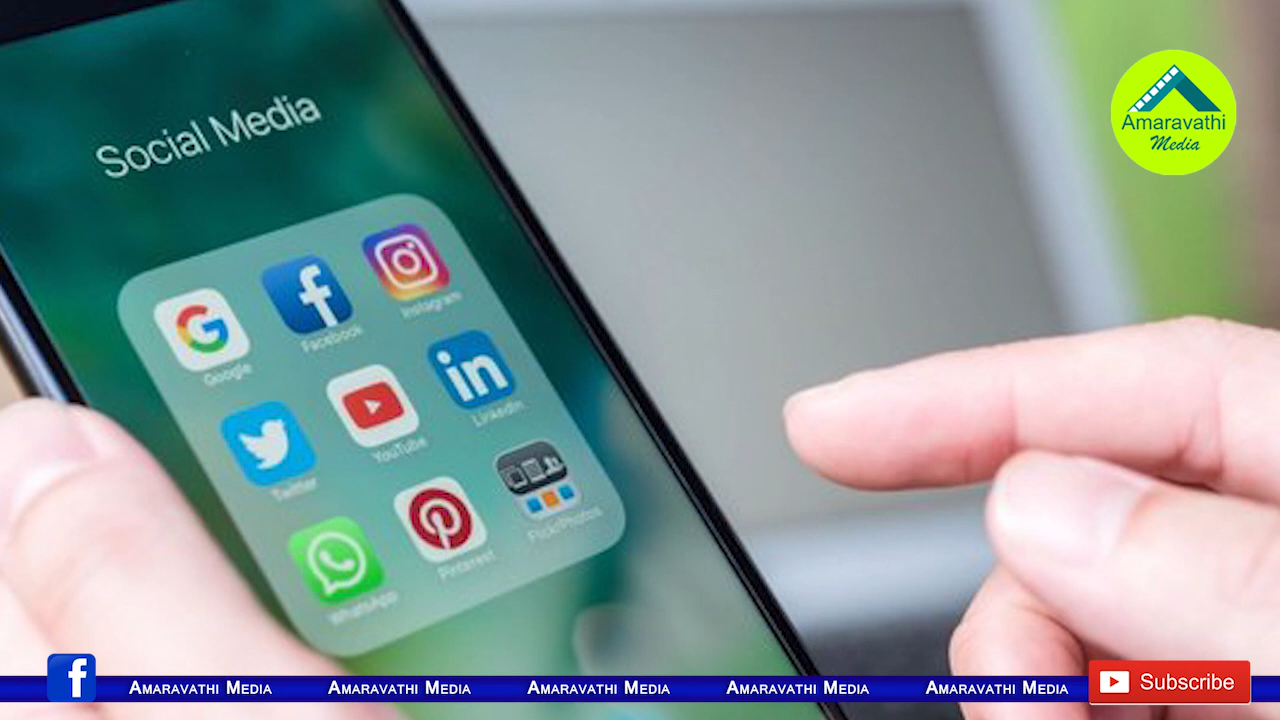 Social Media
Amaravathi
Media
Google
Facebook
Instagram
Twitter
YouTube
LinkedIn
WhatsApp
Pinterest
Amaravathi Media Amaravathi Media Amaravathi Media Amaravathi Media Amaravathi Media
Subscribe